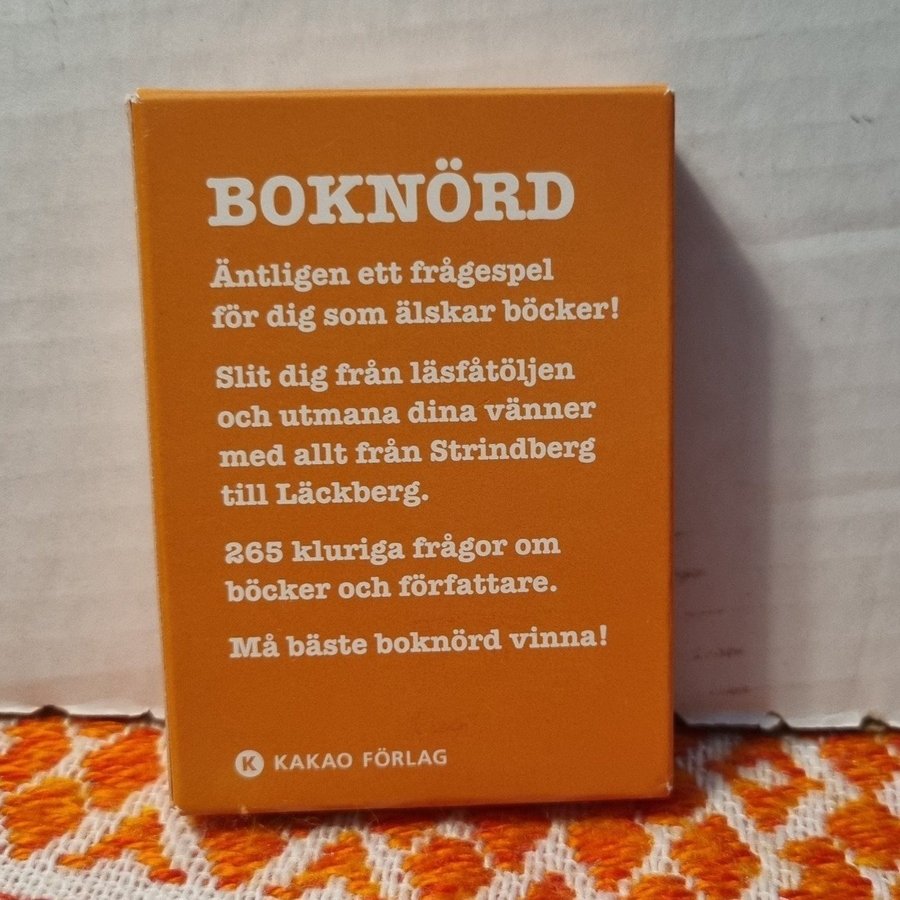 BOKNÖRD
Äntligen ett frågespel
för dig som älskar böcker!
Slit dig från läsfåtöljen
och utmana dina vänner
med allt från Strindberg
till Läckberg.
265 kluriga frågor om
böcker och författare.
Må bäste boknörd vinna!
K KAKAO FÖRLAG